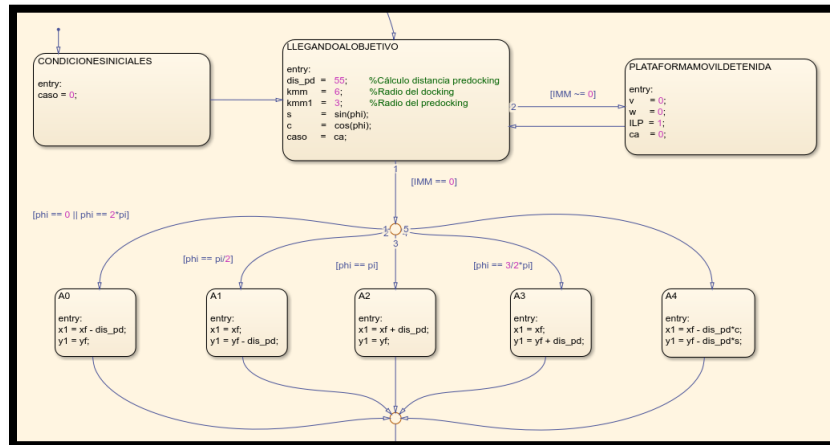 CONDICIONESINICIALES
entry:
caso = 0;
LLEGANDOALOBJETIVO
entry:
dis_pd = 55; %Cálculo distancia predocking
kmm = 6; %Radio del docking
kmm1 = 3; %Radio del predocking
s = sin(phi);
c = cos(phi);
caso = ca;
PLATAFORMAMOVILDETENIDA
entry:
v = 0;
w = 0;
ILP = 1;
ca = 0;
[IMM ~= 0]
2
1
[IMM == 0]
[phi == 0 || phi == 2*pi]
1
2
5
3
[phi == pi/2]
[phi == pi]
[phi == 3/2*pi]
A0
entry:
x1 = xf - dis_pd;
y1 = yf;
A1
entry:
x1 = xf;
y1 = yf - dis_pd;
A2
entry:
x1 = xf + dis_pd;
y1 = yf;
A3
entry:
x1 = xf;
y1 = yf + dis_pd;
A4
entry:
x1 = xf - dis_pd*c;
y1 = yf - dis_pd*s;